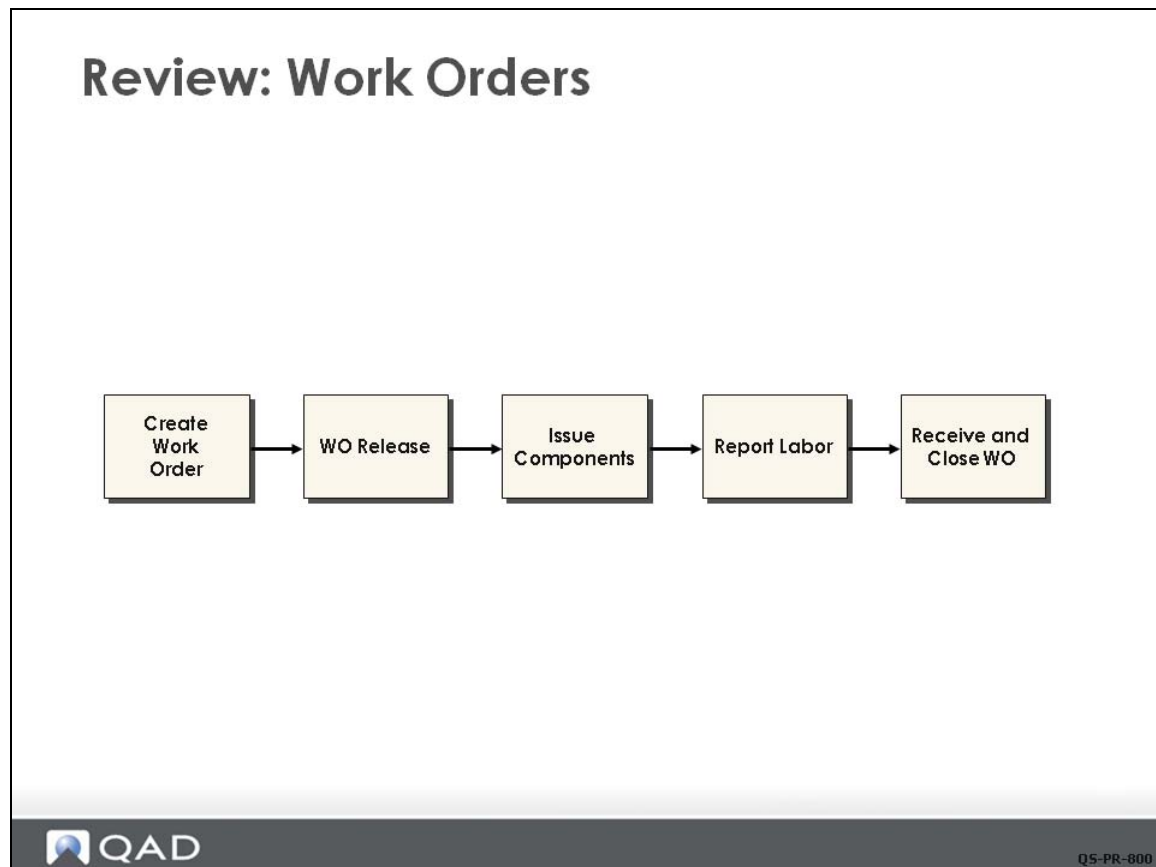 Review: Work Orders
Create
Work
Order
WO Release
Issue
Components
Report Labor
Receive and
Close WO
QAD
QS-PR-800